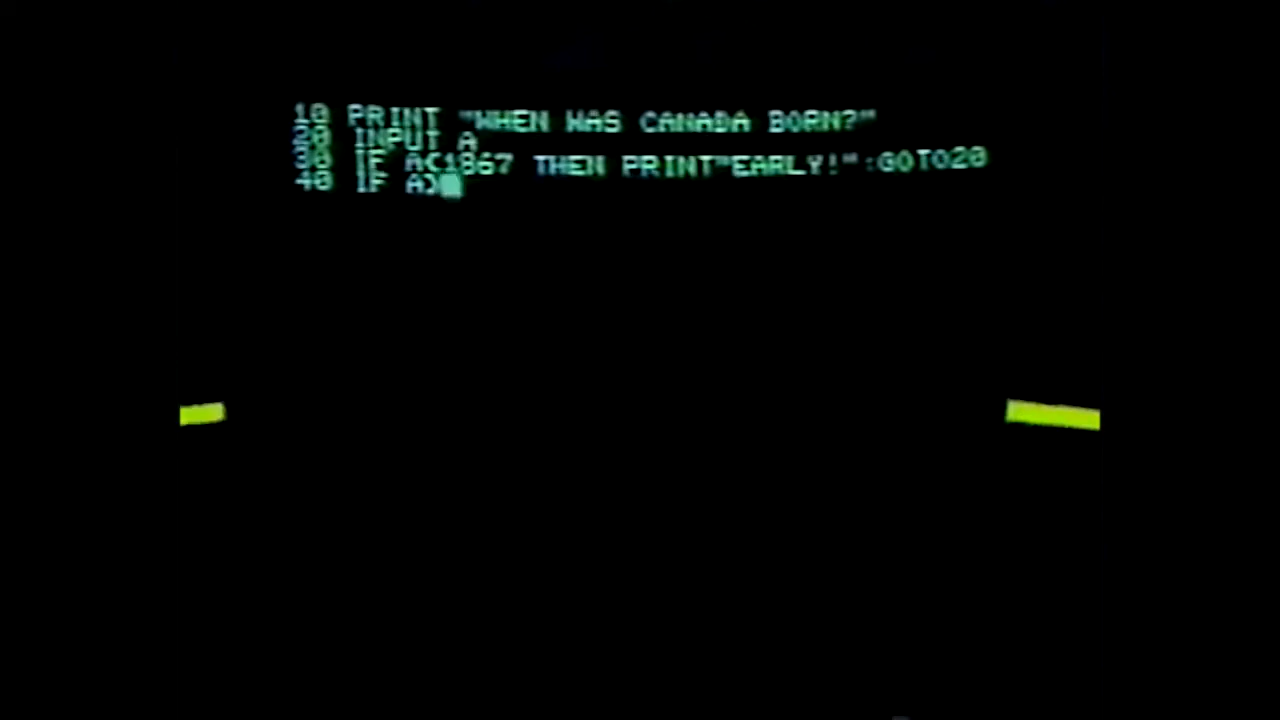 10 PRINT "WHEN WAS CANADA BORN?"
20 INPUT A
30 IF A<1867 THEN PRINT"EARLY!":GOTO20
40 IF A>